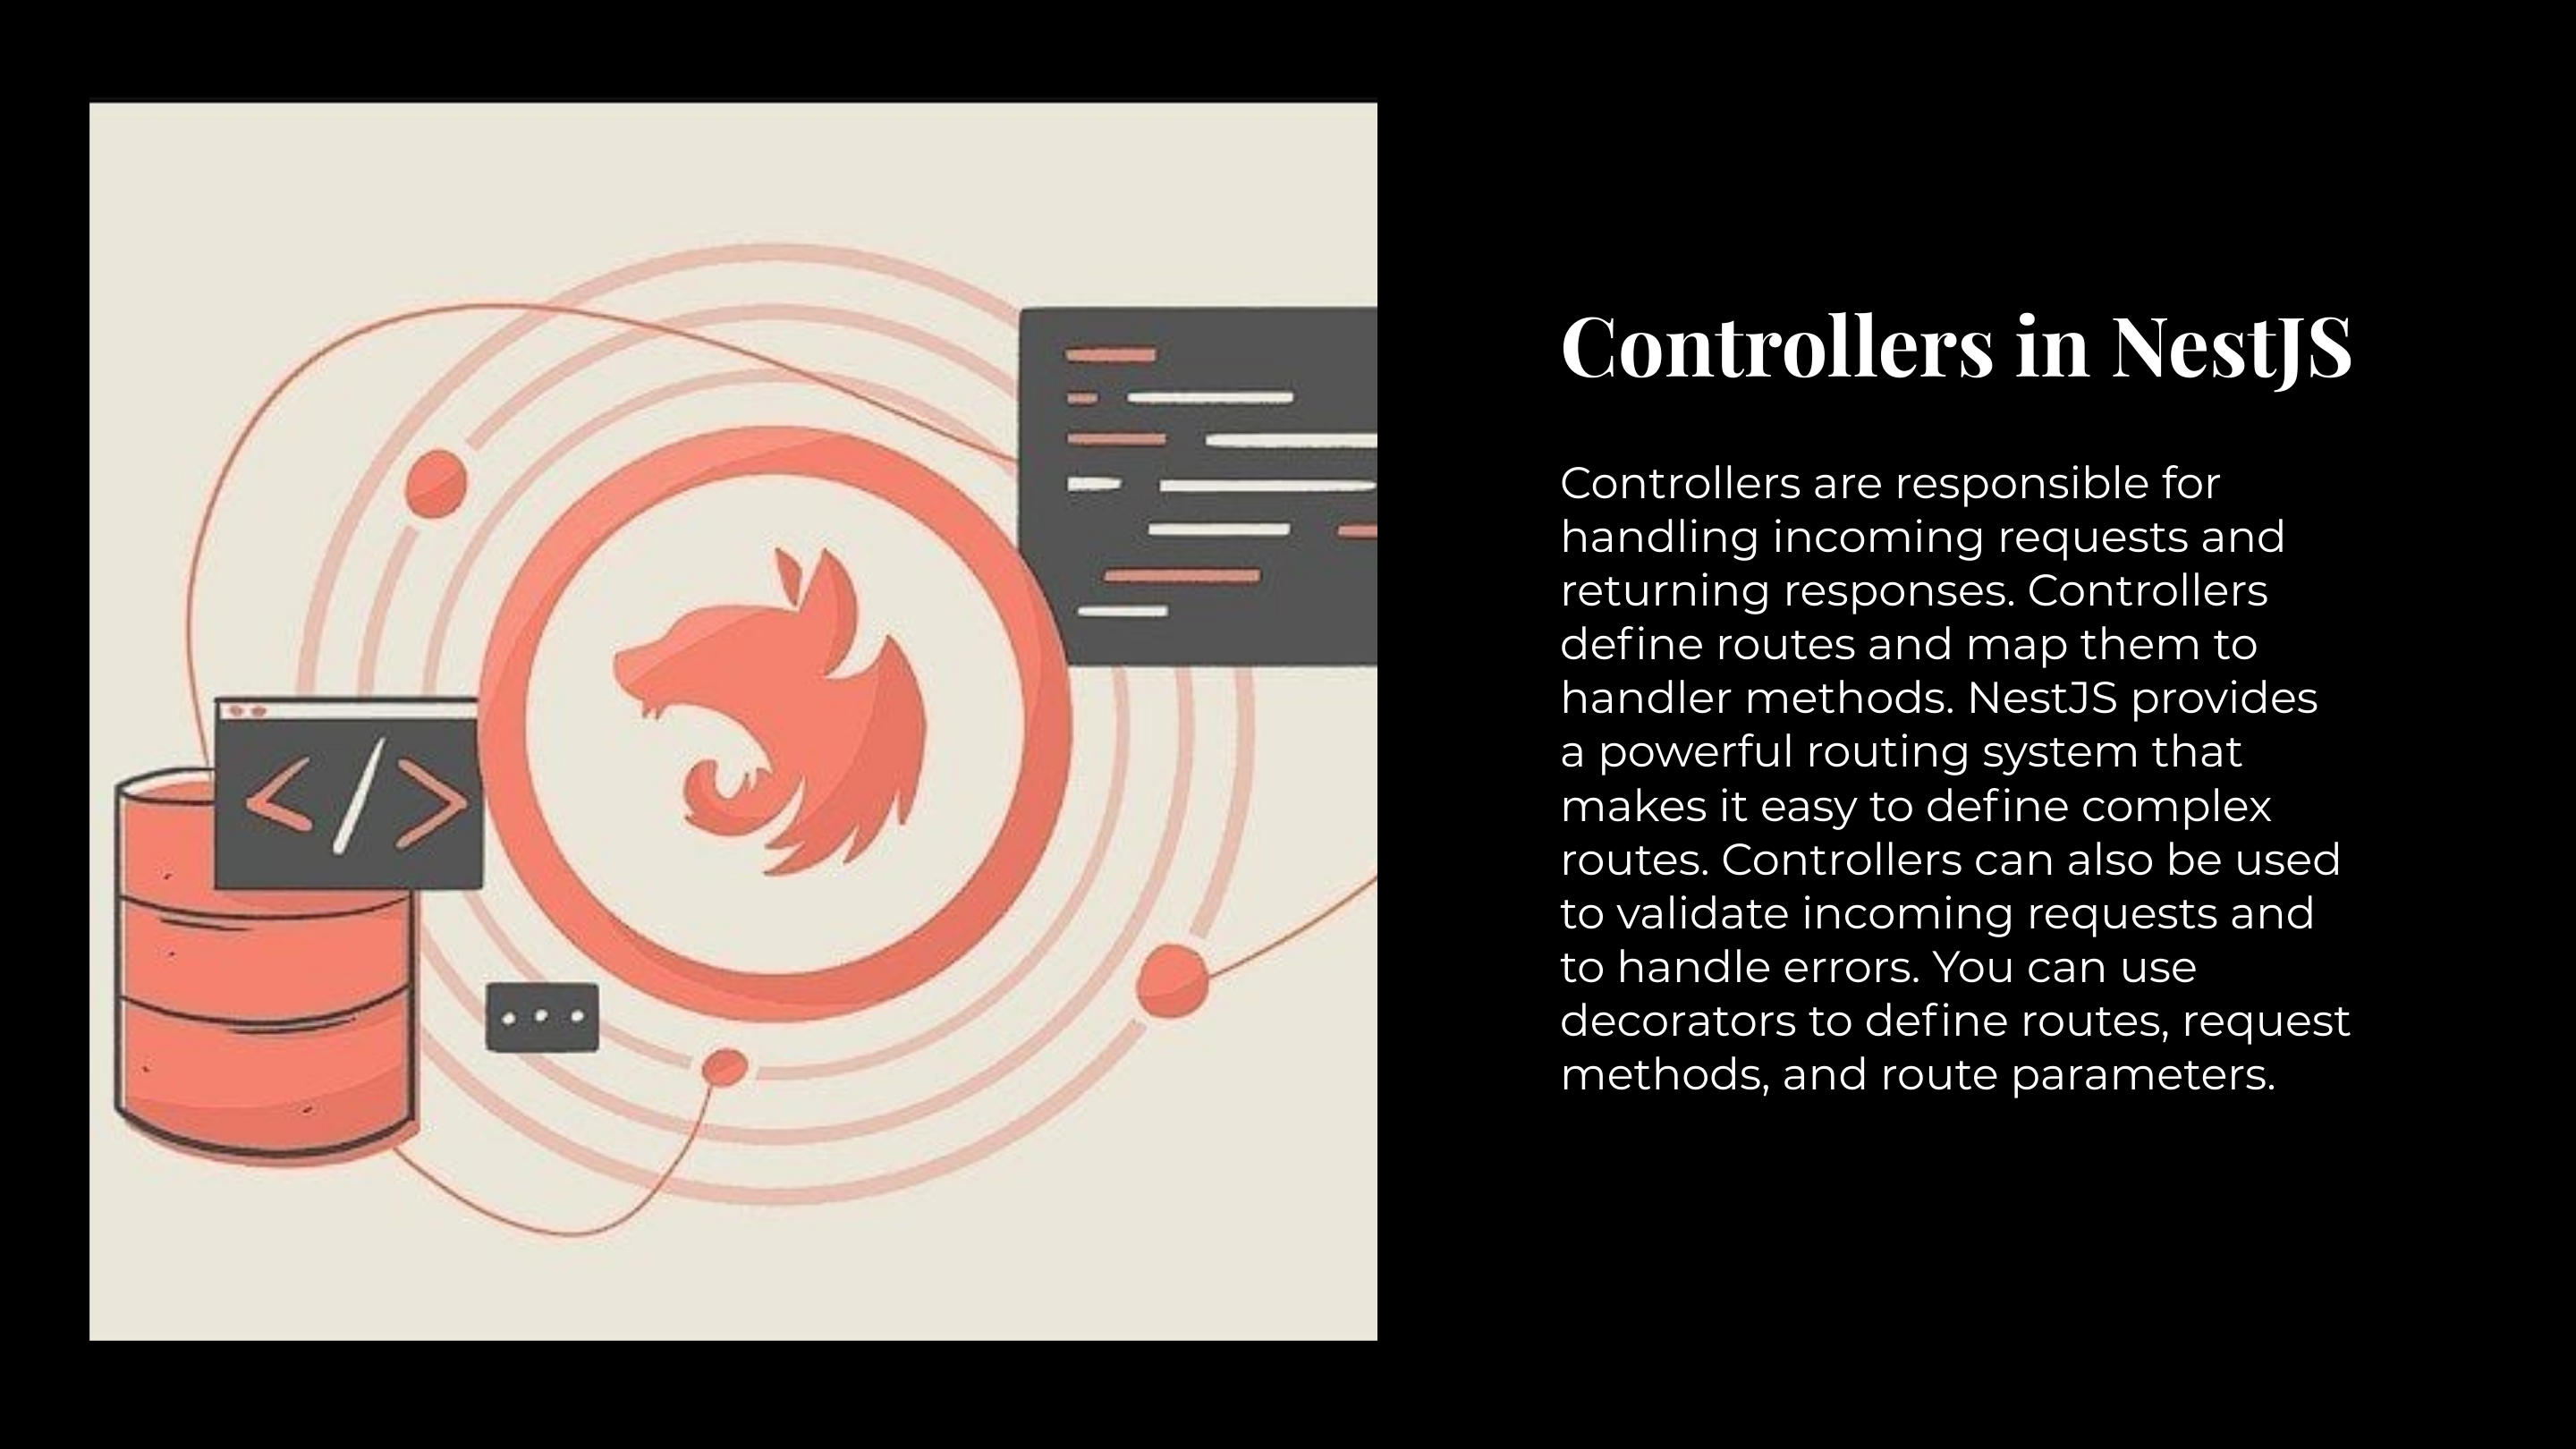 Controllers in NestJS
Controllers are responsible for
handling incoming requests and
returning responses. Controllers
define routes and map them to
handler methods. NestJS provides
a powerful routing system that
makes it easy to define complex
routes. Controllers can also be used
to validate incoming requests and
to handle errors. You can use
decorators to define routes, request
methods, and route parameters.